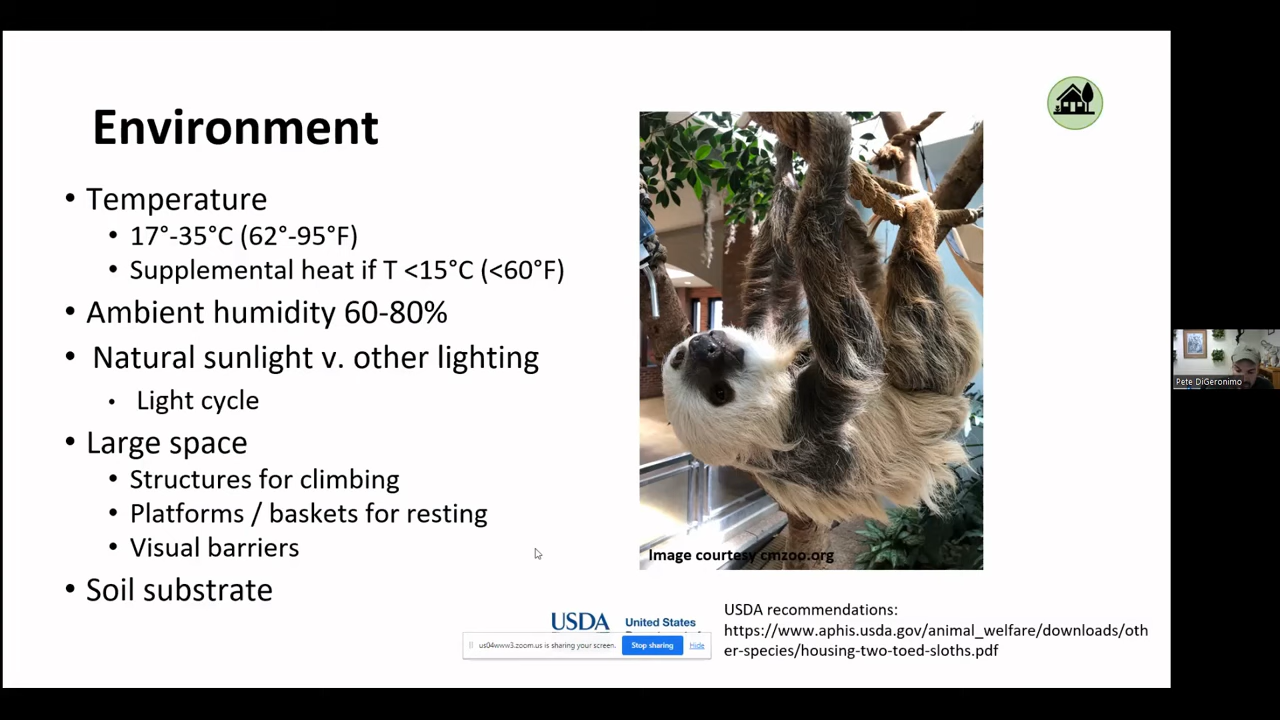 Environment
• Temperature
• 17°-35°C (62°-95°F)
• Supplemental heat if T <15°C (<60°F)
• Ambient humidity 60-80%
• Natural sunlight v. other lighting
• Light cycle
• Large space
• Structures for climbing
• Platforms / baskets for resting
• Visual barriers
• Soil substrate
Image courtesy cmzoo.org
USDA
United States
USDA recommendations:
https://www.aphis.usda.gov/animal_welfare/downloads/oth
er-species/housing-two-toed-sloths.pdf
us04www3.zoom.us is sharing your screen.
Stop sharing
Hide
Pete DiGeronimo